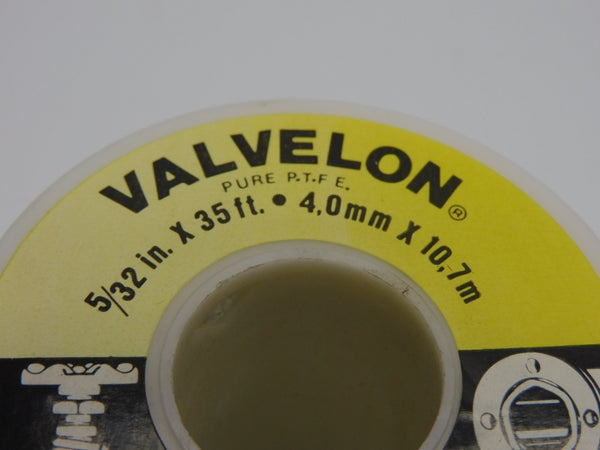 VALVELON®
PURE P.T.F E.
5/32 in. X 35 ft. • 4,0mm X 10,7m